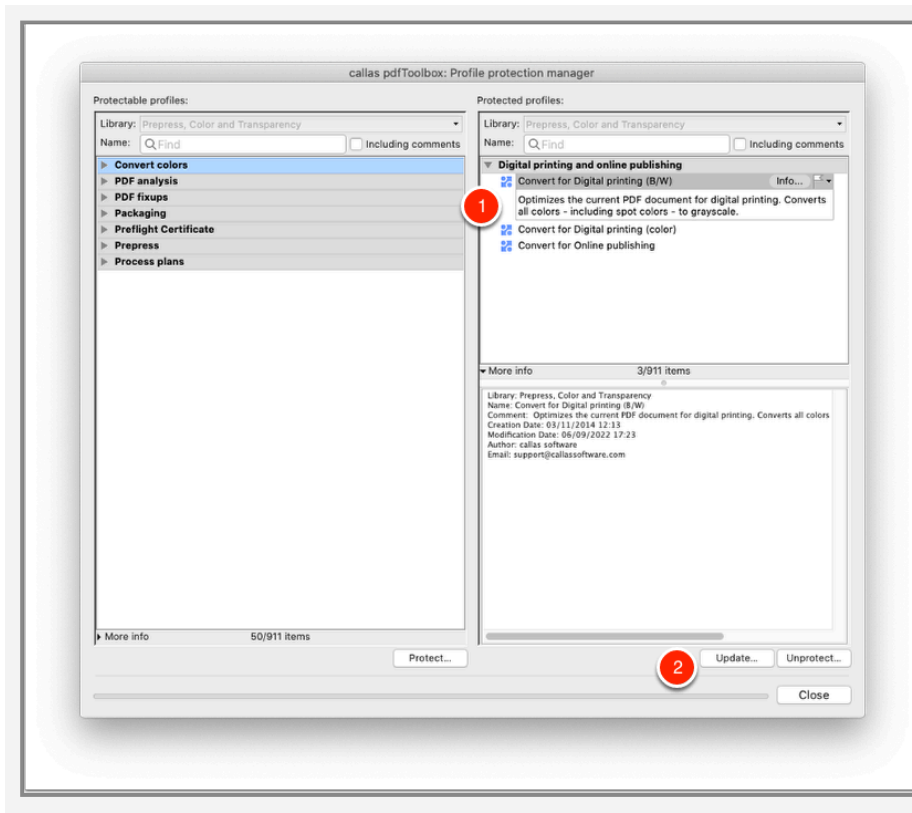 callas pdfToolbox: Profile protection manager
Protectable profiles:
Library: Prepress, Color and Transparency
Name: Find Including comments
Convert colors
PDF analysis
PDF fixups
Packaging
Preflight Certificate
Prepress
Process plans
More info 50/911 items
Protect...
Protected profiles:
Library: Prepress, Color and Transparency
Name: Find Including comments
Digital printing and online publishing
Convert for Digital printing (B/W) Info...
1
Optimizes the current PDF document for digital printing. Converts
all colors - including spot colors - to grayscale.
Convert for Digital printing (color)
Convert for Online publishing
More info 3/911 items
Library: Prepress, Color and Transparency
Name: Convert for Digital printing (B/W)
Comment: Optimizes the current PDF document for digital printing. Converts all colors
Creation Date: 03/11/2014 12:13
Modification Date: 06/09/2022 17:23
Author: callas software
Email: support@callassoftware.com
2
Update... Unprotect...
Close